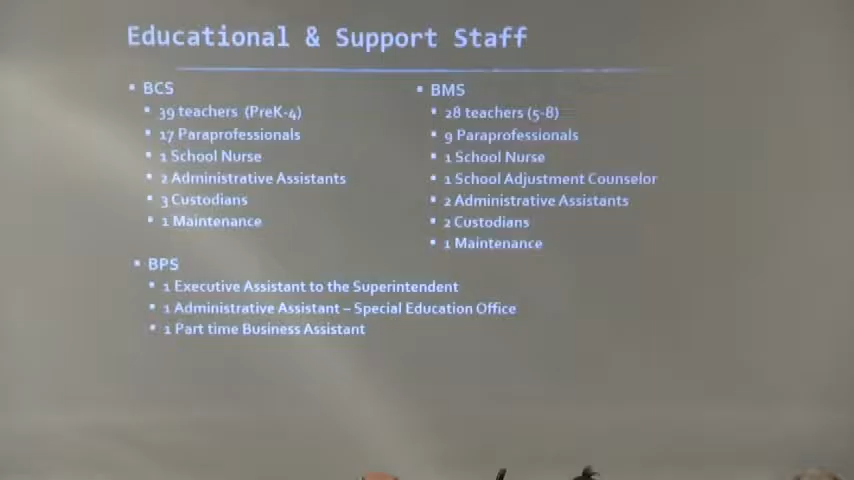 Educational & Support Staff
▪ BCS
▪ 39 teachers (PreK-4)
▪ 17 Paraprofessionals
▪ 1 School Nurse
▪ 2 Administrative Assistants
▪ 3 Custodians
▪ 1 Maintenance
▪ BMS
▪ 28 teachers (5-8)
▪ 9 Paraprofessionals
▪ 1 School Nurse
▪ 1 School Adjustment Counselor
▪ 2 Administrative Assistants
▪ 2 Custodians
▪ 1 Maintenance
▪ BPS
▪ 1 Executive Assistant to the Superintendent
▪ 1 Administrative Assistant – Special Education Office
▪ 1 Part time Business Assistant